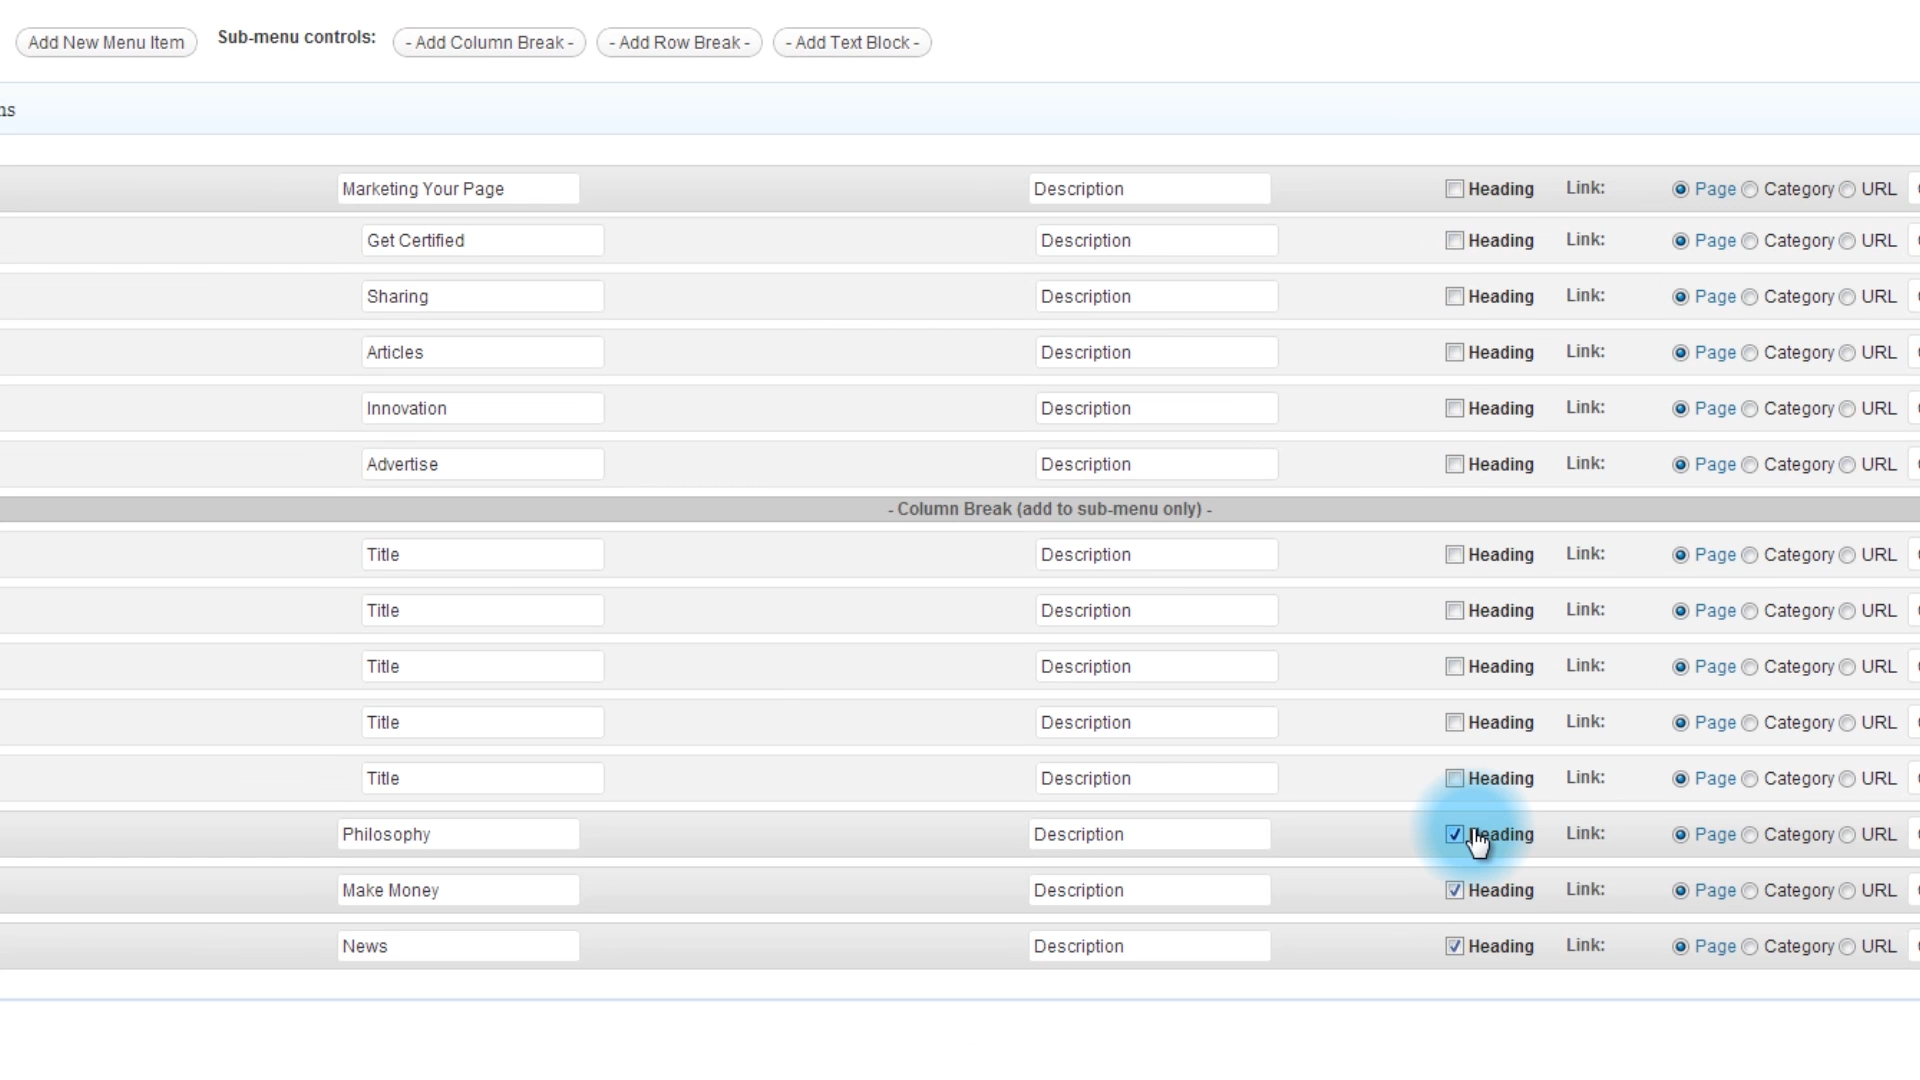 Add New Menu Item Sub-menu controls: - Add Column Break - - Add Row Break - - Add Text Block -
ns
Marketing Your Page Description Heading Link: Page Category URL
Get Certified Description Heading Link: Page Category URL
Sharing Description Heading Link: Page Category URL
Articles Description Heading Link: Page Category URL
Innovation Description Heading Link: Page Category URL
Advertise Description Heading Link: Page Category URL
- Column Break (add to sub-menu only) -
Title Description Heading Link: Page Category URL
Title Description Heading Link: Page Category URL
Title Description Heading Link: Page Category URL
Title Description Heading Link: Page Category URL
Title Description Heading Link: Page Category URL
Philosophy Description Heading Link: Page Category URL
Make Money Description Heading Link: Page Category URL
News Description Heading Link: Page Category URL